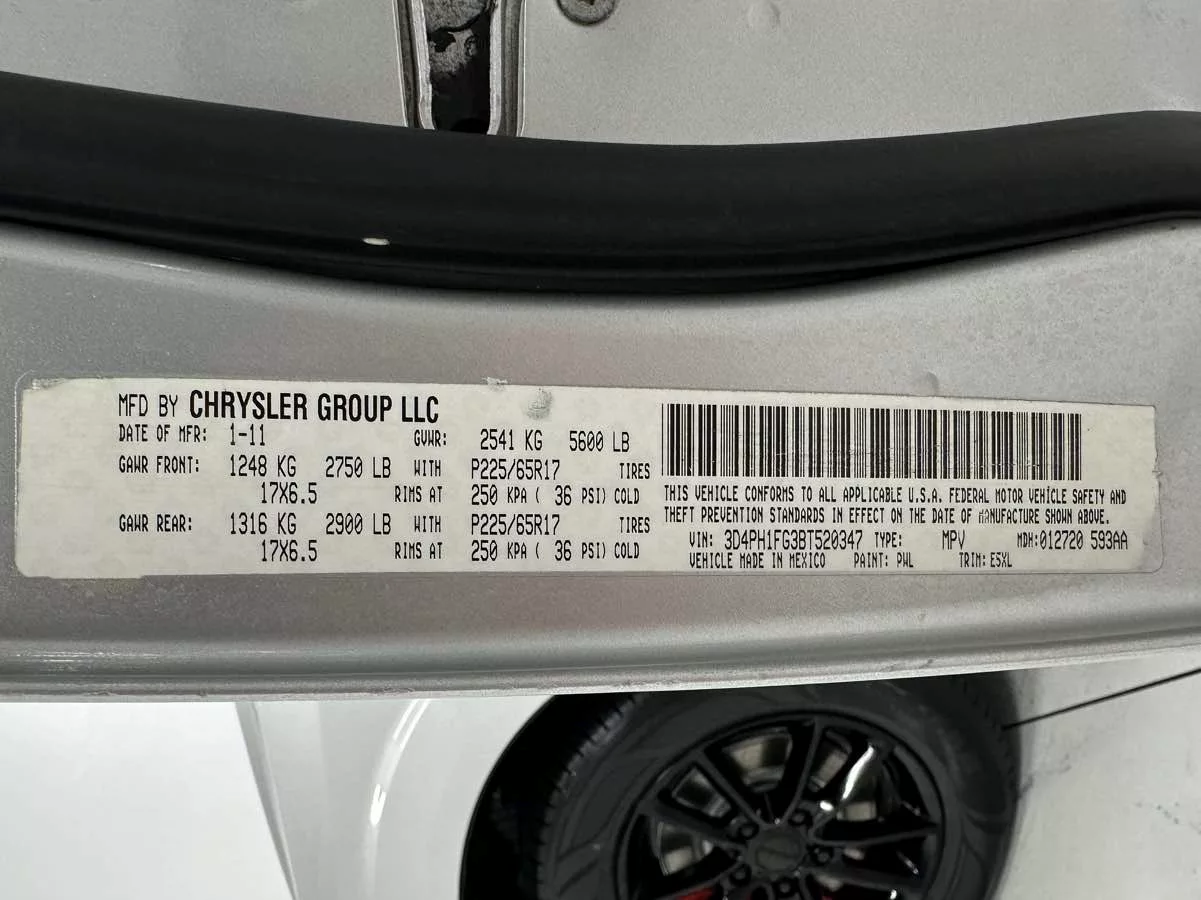 MFD BY CHRYSLER GROUP LLC
DATE OF MFR: 1-11 GVWR: 2541 KG 5600 LB
GAWR FRONT: 1248 KG 2750 LB WITH P225/65R17 TIRES
17X6.5 RIMS AT 250 KPA ( 36 PSI) COLD
GAWR REAR: 1316 KG 2900 LB WITH P225/65R17 TIRES
17X6.5 RIMS AT 250 KPA ( 36 PSI) COLD
THIS VEHICLE CONFORMS TO ALL APPLICABLE U.S.A. FEDERAL MOTOR VEHICLE SAFETY AND
THEFT PREVENTION STANDARDS IN EFFECT ON THE DATE OF MANUFACTURE SHOWN ABOVE.
VIN: 3D4PH1FG3BT520347 TYPE: MPV MDH:012720 593AA
VEHICLE MADE IN MEXICO PAINT: PWL TRIM: E5XL